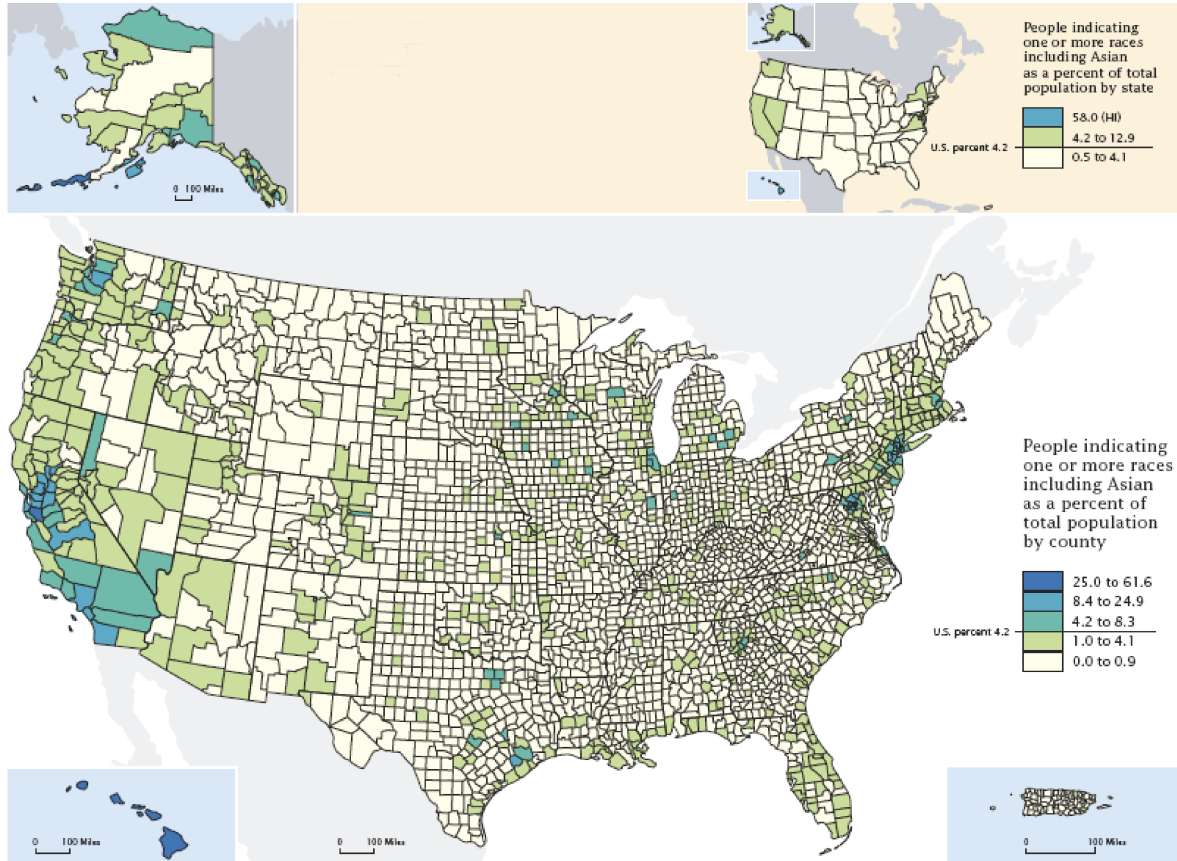 People indicating
one or more races
including Asian
as a percent of total
population by state
58.0 (HI)
4.2 to 12.9
U.S. percent 4.2
0.5 to 4.1
0 100 Miles
People indicating
one or more races
including Asian
as a percent of
total population
by county
25.0 to 61.6
8.4 to 24.9
4.2 to 8.3
U.S. percent 4.2
1.0 to 4.1
0.0 to 0.9
0 100 Miles
0 100 Miles
0 100 Miles